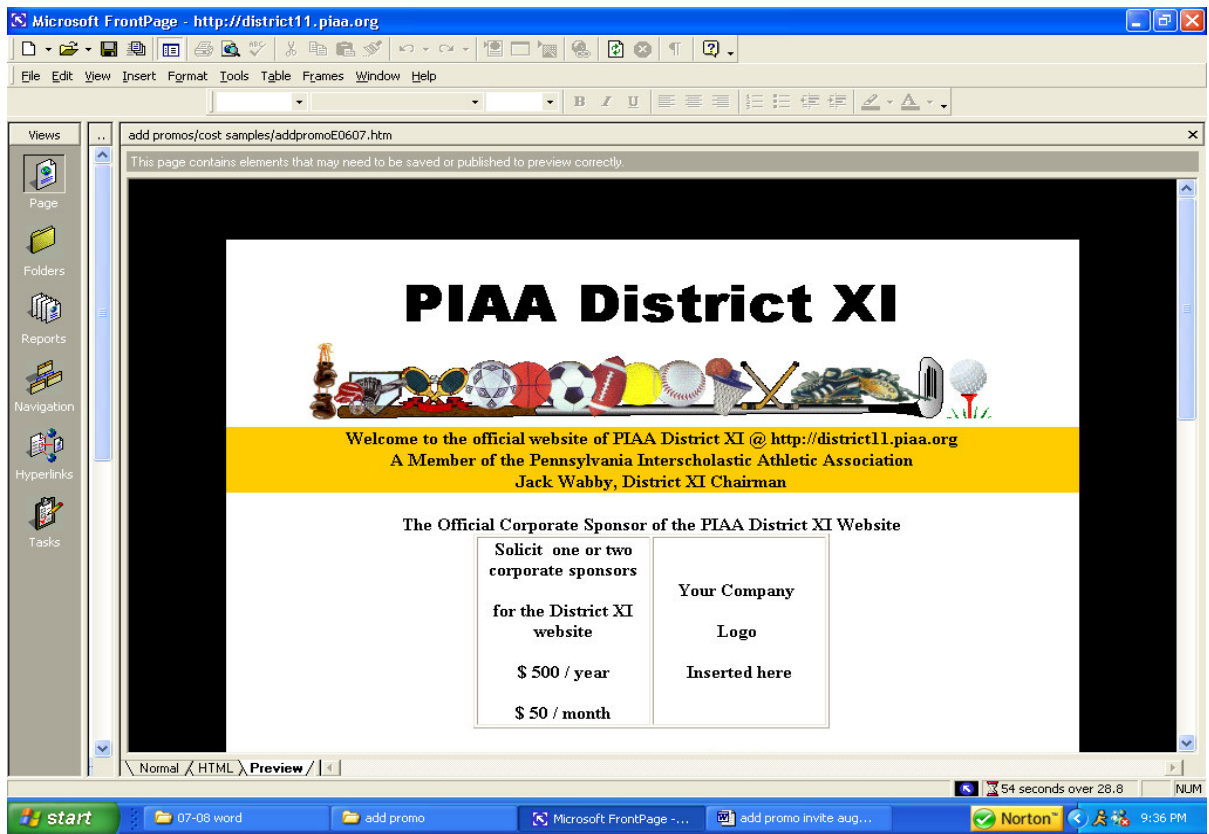 Microsoft FrontPage - http://district11.piaa.org
File Edit View Insert Format Tools Table Frames Window Help
B I U
Views
..
add promos/cost samples/addpromoE0607.htm
This page contains elements that may need to be saved or published to preview correctly.
Page
Folders
Reports
Navigation
Hyperlinks
Tasks
PIAA District XI
Welcome to the official website of PIAA District XI @ http://district11.piaa.org
A Member of the Pennsylvania Interscholastic Athletic Association
Jack Wabby, District XI Chairman
The Official Corporate Sponsor of the PIAA District XI Website
Solicit one or two
corporate sponsors
for the District XI
website
$ 500 / year
$ 50 / month
Your Company
Logo
Inserted here
Normal HTML Preview
54 seconds over 28.8
NUM
start
07-08 word
add promo
Microsoft FrontPage -...
add promo invite aug...
Norton™
9:36 PM